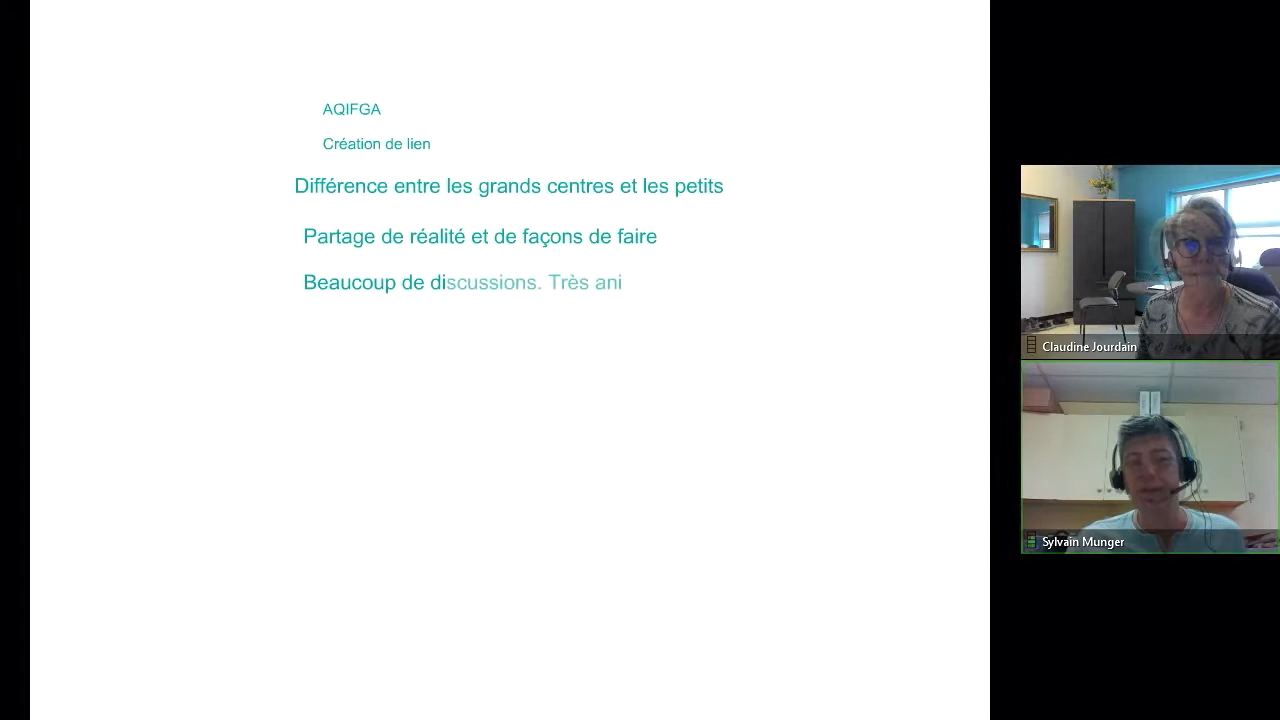 AQIFGA
Création de lien
Différence entre les grands centres et les petits
Partage de réalité et de façons de faire
Beaucoup de discussions. Très ani
Claudine Jourdain
Sylvain Munger